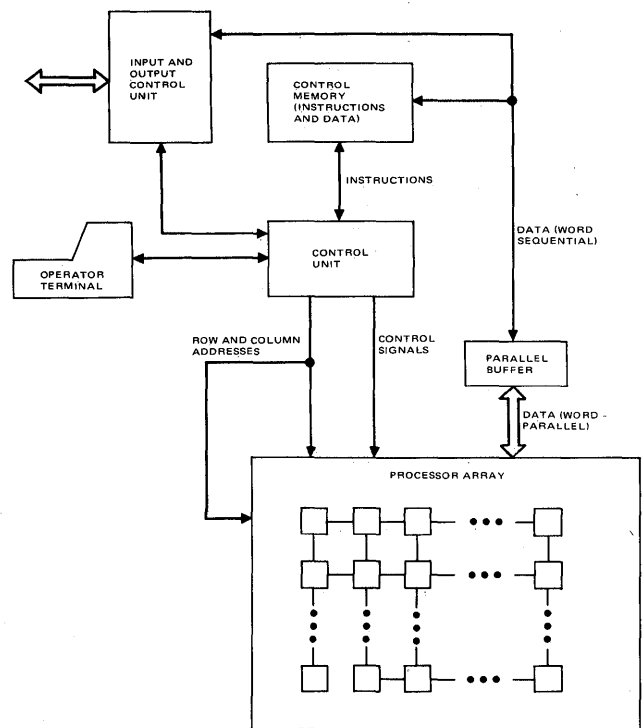 INPUT AND
OUTPUT
CONTROL
UNIT
CONTROL
MEMORY
(INSTRUCTIONS
AND DATA)
INSTRUCTIONS
DATA (WORD
SEQUENTIAL)
CONTROL
UNIT
OPERATOR
TERMINAL
ROW AND COLUMN
ADDRESSES
CONTROL
SIGNALS
PARALLEL
BUFFER
DATA (WORD -
PARALLEL)
PROCESSOR ARRAY